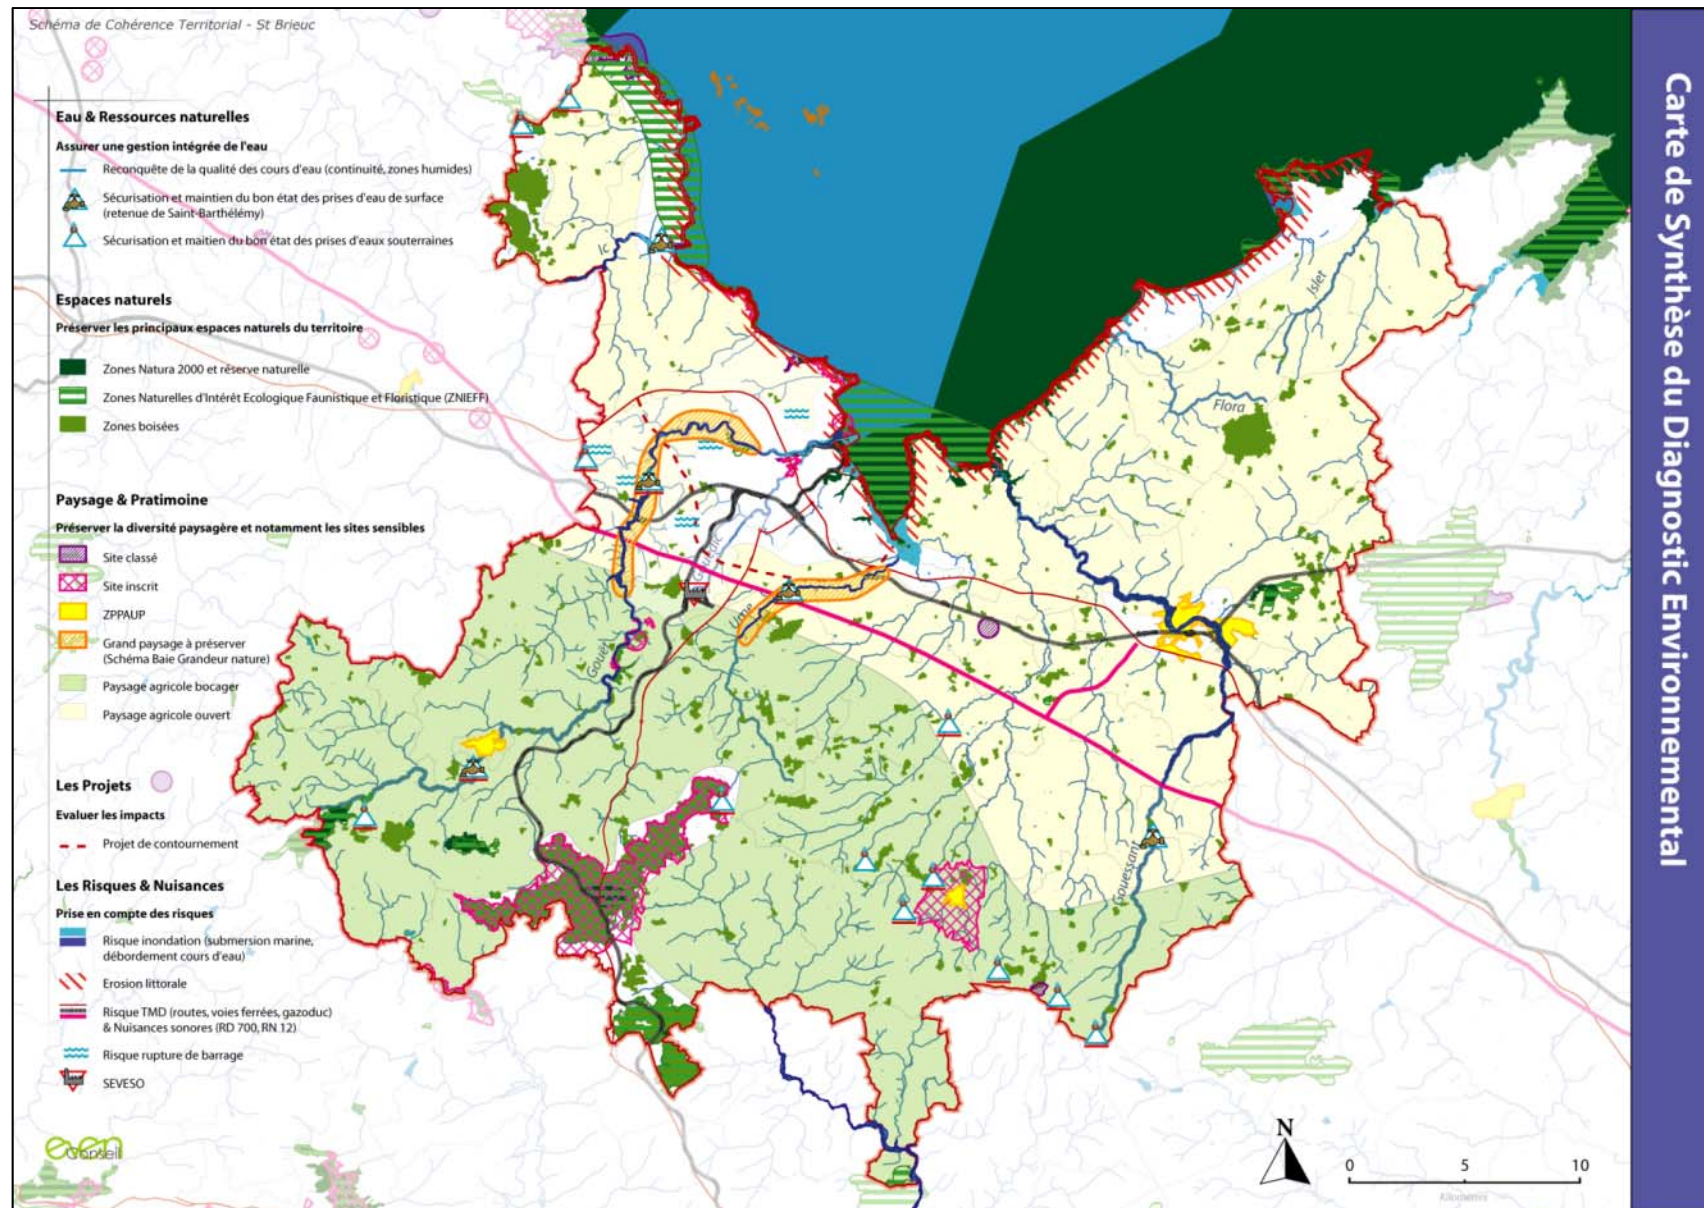 Schéma de Cohérence Territorial - St Brieuc
Carte de Synthèse du Diagnostic Environnemental
Eau & Ressources naturelles
Assurer une gestion intégrée de l'eau
Reconquête de la qualité des cours d'eau (continuité, zones humides)
Sécurisation et maintien du bon état des prises d'eau de surface
(retenue de Saint-Barthélémy)
Sécurisation et maitien du bon état des prises d'eaux souterraines
Espaces naturels
Préserver les principaux espaces naturels du territoire
Zones Natura 2000 et réserve naturelle
Zones Naturelles d'Intérêt Ecologique Faunistique et Floristique (ZNIEFF)
Zones boisées
Paysage & Pratimoine
Préserver la diversité paysagère et notamment les sites sensibles
Site classé
Site inscrit
ZPPAUP
Grand paysage à préserver
(Schéma Baie Grandeur nature)
Paysage agricole bocager
Paysage agricole ouvert
Les Projets
Evaluer les impacts
Projet de contournement
Les Risques & Nuisances
Prise en compte des risques
Risque inondation (submersion marine,
débordement cours d'eau)
Erosion littorale
Risque TMD (routes, voies ferrées, gazoduc)
& Nuisances sonores (RD 700, RN 12)
Risque rupture de barrage
SEVESO
even
Conseil
Ic
Islet
Flora
Gouëdic
Urne
Gouët
Gouessant
N
0 5 10
Kilomètres